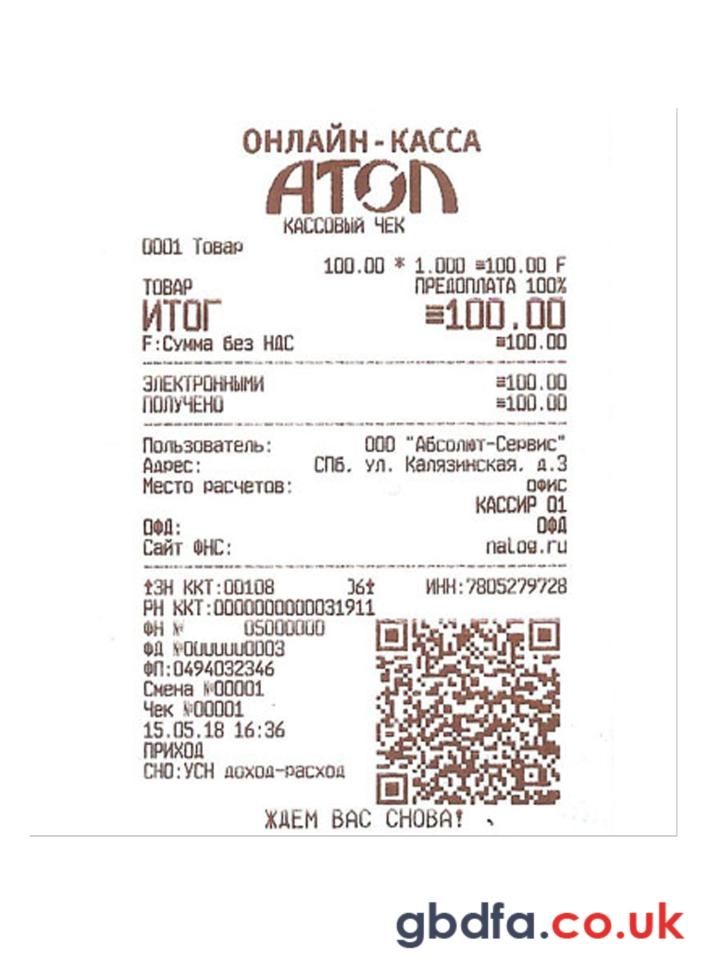 ОНЛАЙН-КАССА
АТОЛ
КАССОВЫЙ ЧЕК
0001 Товар
100.00 * 1.000 ≡100.00 F
ТОВАР ПРЕДОПЛАТА 100%
ИТОГ ≡100.00
F:Сумма без НДС ≡100.00
ЭЛЕКТРОННЫМИ ≡100.00
ПОЛУЧЕНО ≡100.00
Пользователь: ООО "Абсолют-Сервис"
Адрес: СПб, ул. Калязинская, д.3
Место расчетов: офис
КАССИР 01
ОФД: ОФД
Сайт ФНС: nalog.ru
ЗН ККТ:00108 06 ИНН:7805279728
РН ККТ:0000000000031911
ФН № 05000000
ФД №0000000003
ФП:0494032346
Смена №00001
Чек №00001
15.05.18 16:36
ПРИХОД
СНО:УСН доход-расход
ЖДЕМ ВАС СНОВА!
gbdfa.co.uk